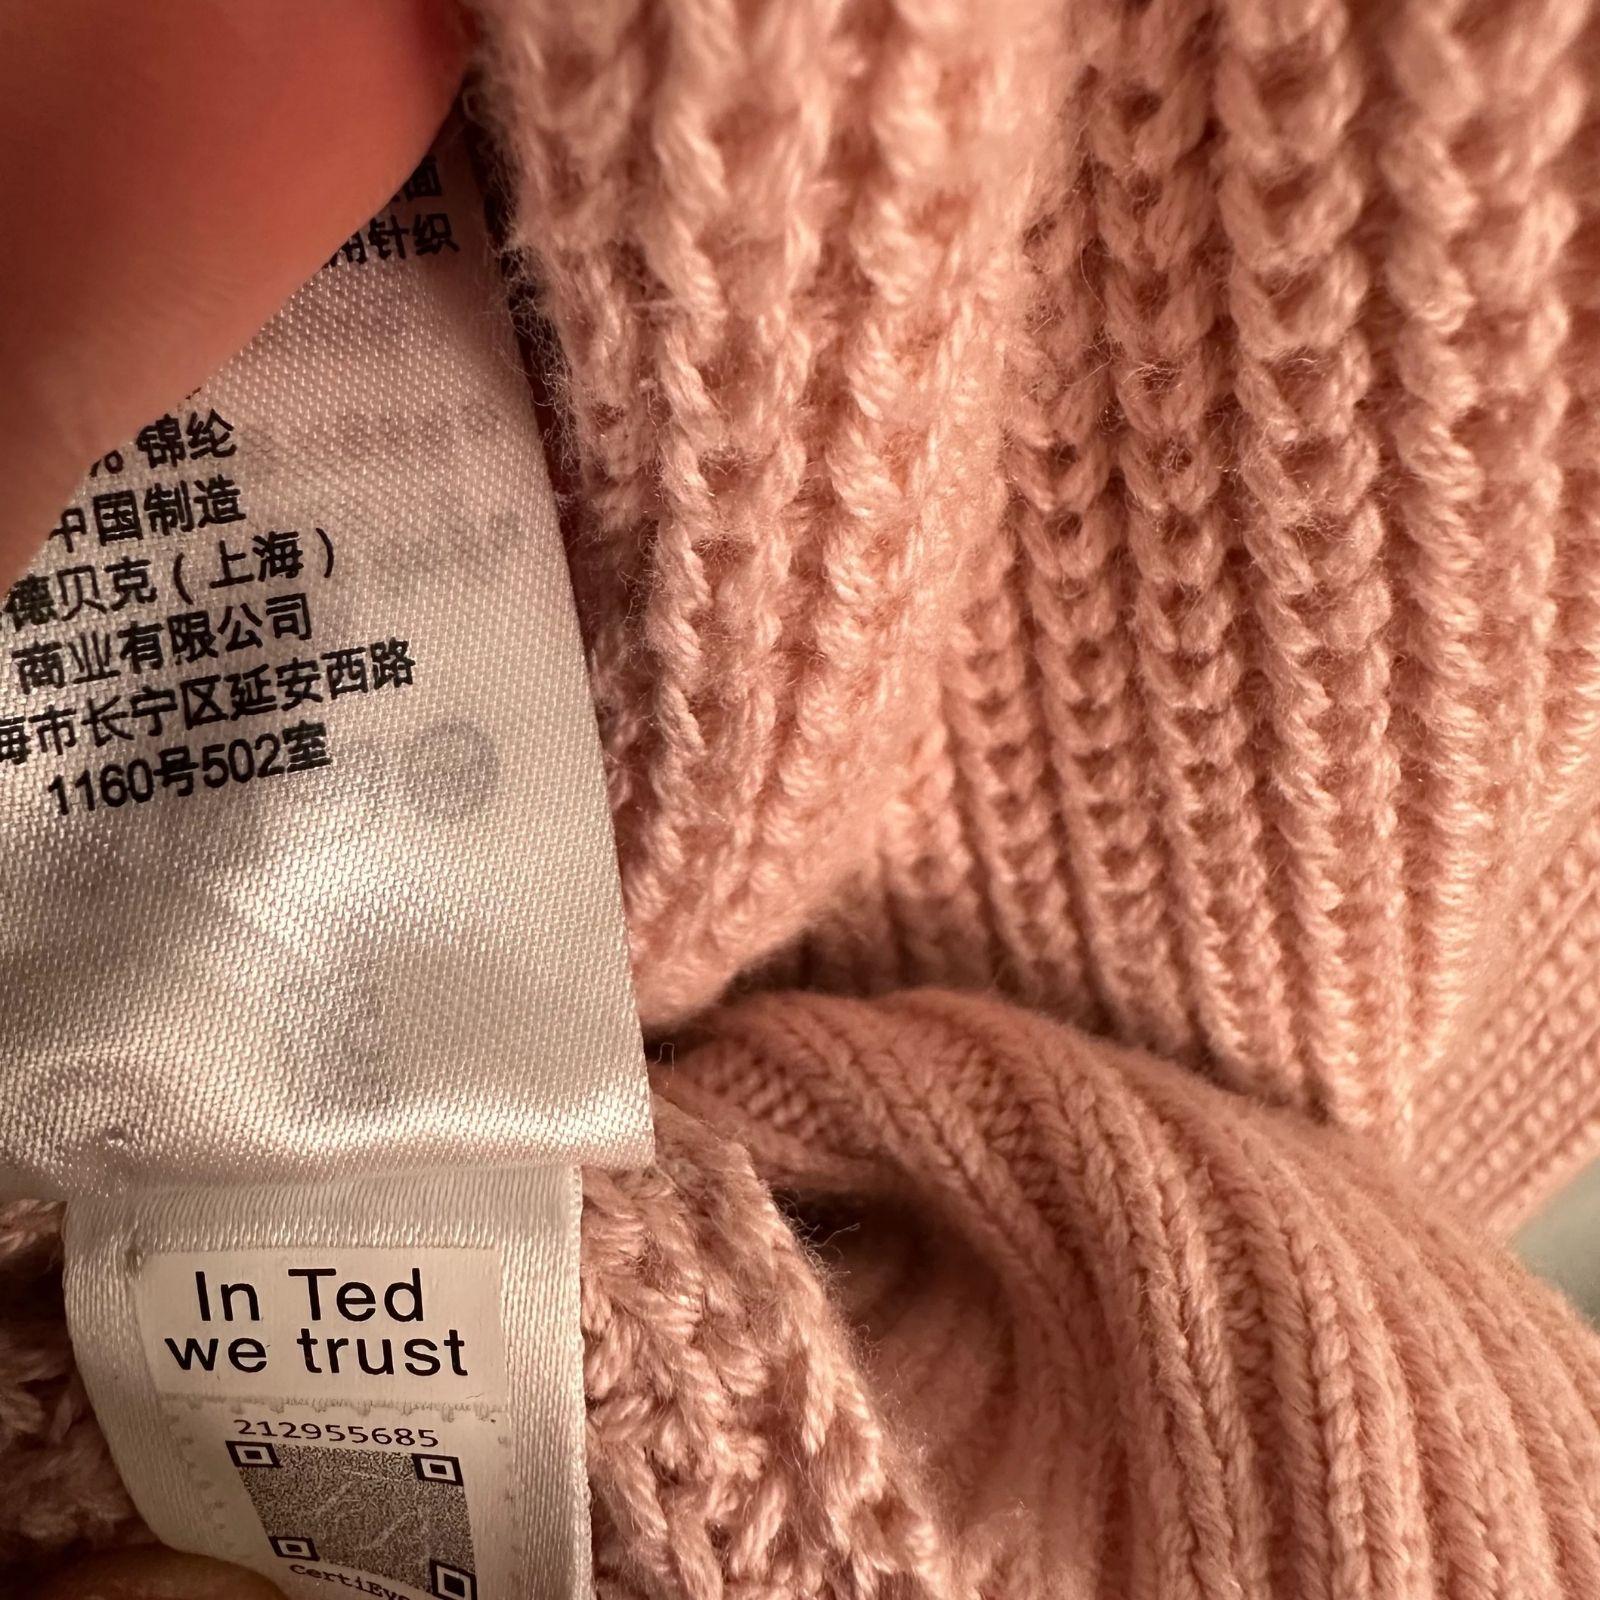 面
用针织
% 锦纶
中国制造
德贝克（上海）
商业有限公司
海市长宁区延安西路
1160号502室
In Ted
we trust
212955685